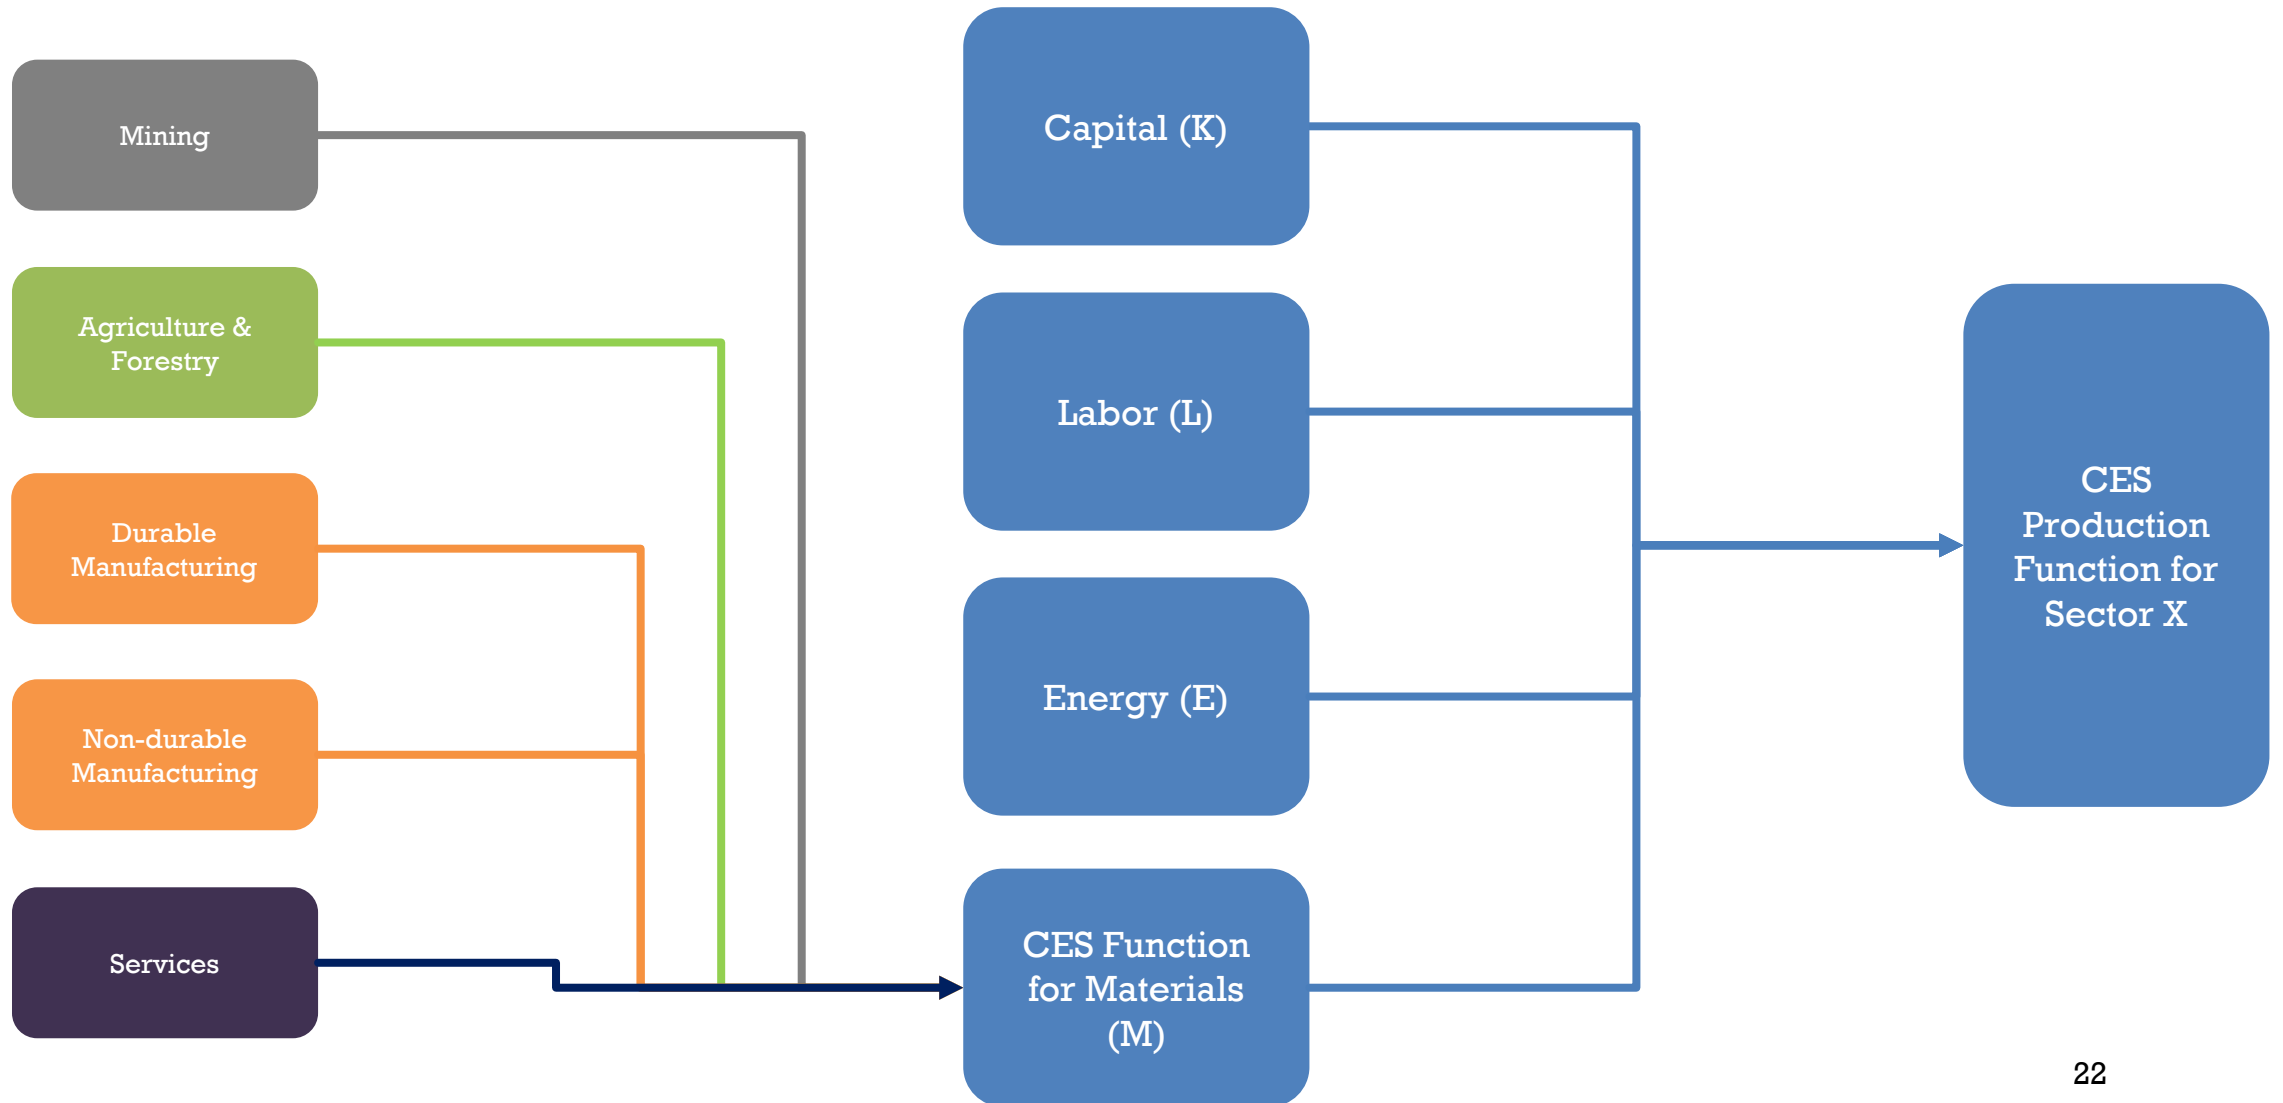 Mining
Agriculture &
Forestry
Durable
Manufacturing
Non-durable
Manufacturing
Services
Capital (K)
Labor (L)
Energy (E)
CES Function
for Materials
(M)
CES
Production
Function for
Sector X
22